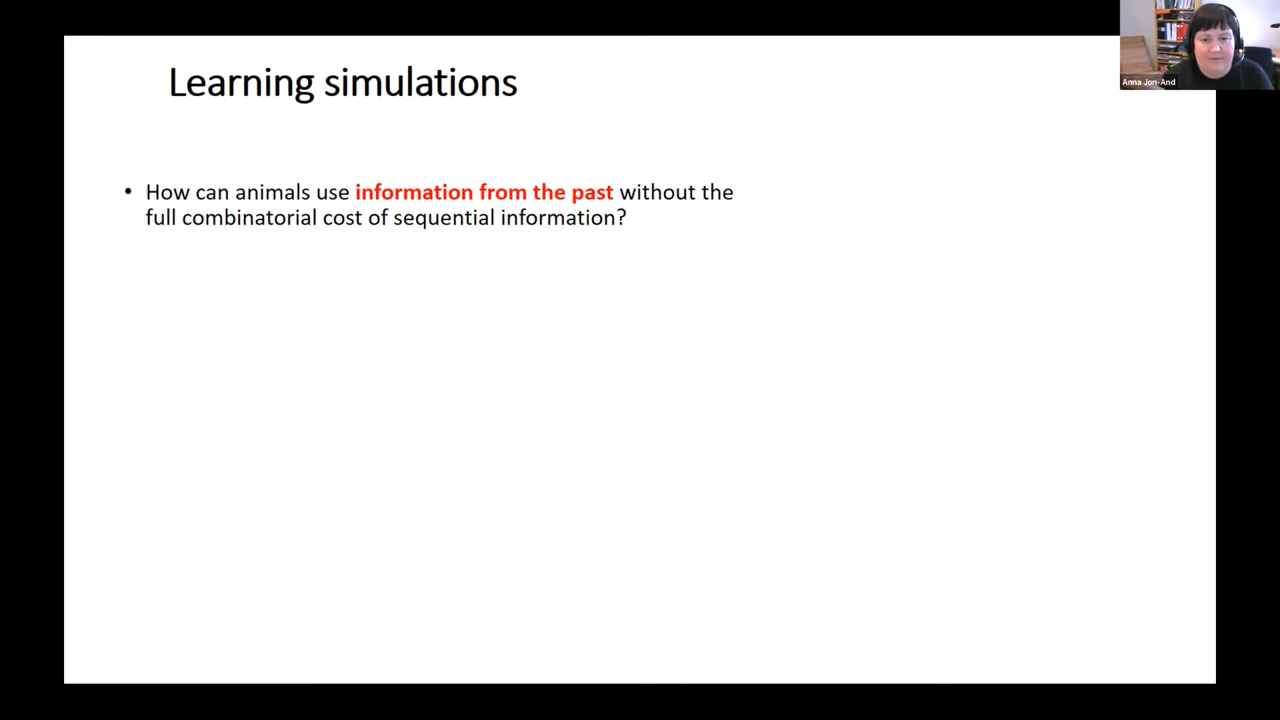 Learning simulations
Anna Jon-And
• How can animals use information from the past without the
full combinatorial cost of sequential information?